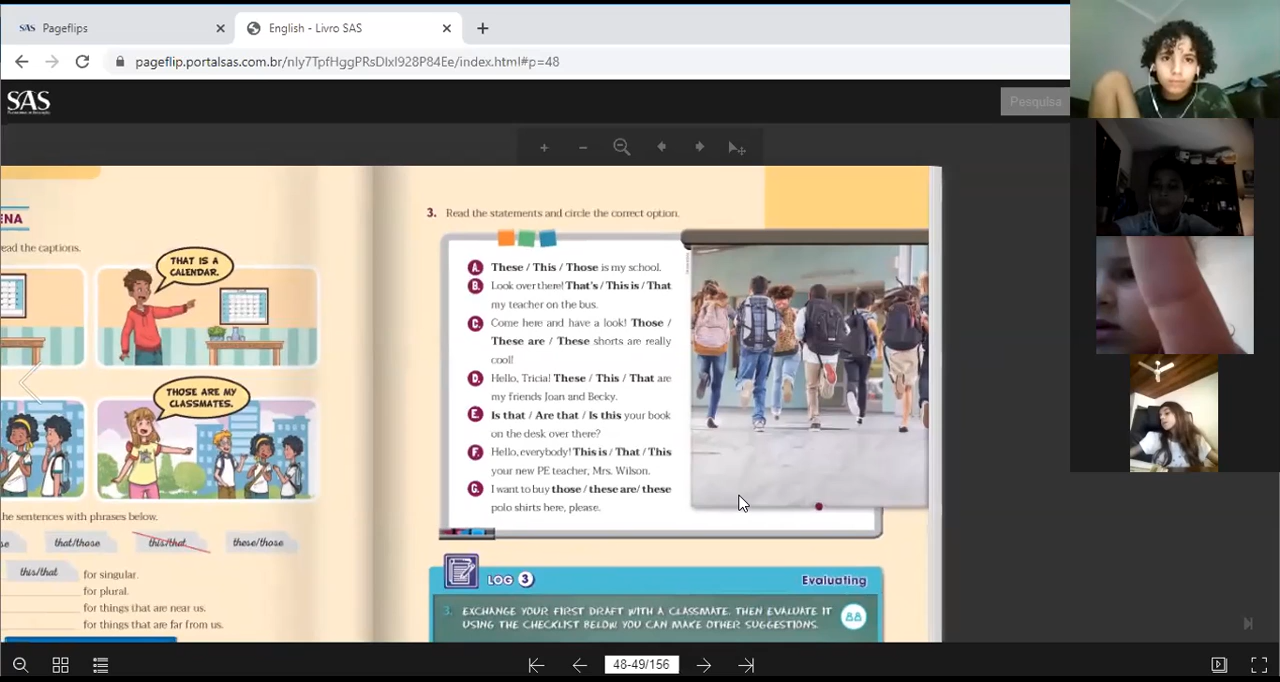 SAS Pageflips
English - Livro SAS
pageflip.portalsas.com.br/nly7TpfHggPRsDlxl928P84Ee/index.html#p=48
SAS
Pesquisa
ENA
ead the captions.
THAT IS A
CALENDAR.
THOSE ARE MY
CLASSMATES.
he sentences with phrases below.
se
that/those
this/that
these/those
this/that
for singular.
for plural.
for things that are near us.
for things that are far from us.
3. Read the statements and circle the correct option.
A. These / This / Those is my school.
B. Look over there! That's / This is / That
my teacher on the bus.
C. Come here and have a look! Those /
These are / These shorts are really
cool!
D. Hello, Tricia! These / This / That are
my friends Joan and Becky.
E. Is that / Are that / Is this your book
on the desk over there?
F. Hello, everybody! This is / That / This
your new PE teacher, Mrs. Wilson.
G. I want to buy those / these are/ these
polo shirts here, please.
LOG 3
Evaluating
3. EXCHANGE YOUR FIRST DRAFT WITH A CLASSMATE. THEN EVALUATE IT
USING THE CHECKLIST BELOW. YOU CAN MAKE OTHER SUGGESTIONS.
48-49/156